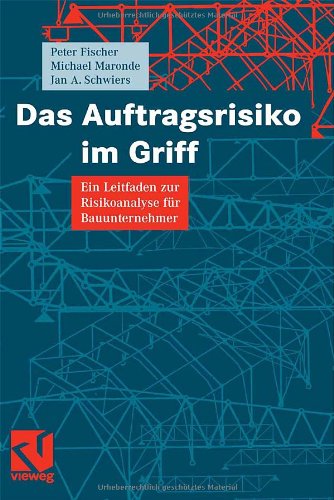 Urheberrechtlich geschütztes Material
Peter Fischer
Michael Maronde
Jan A. Schwiers
Das Auftragsrisiko
im Griff
Ein Leitfaden zur
Risikoanalyse für
Bauunternehmer
vieweg
Urheberrechtlich geschütztes Material